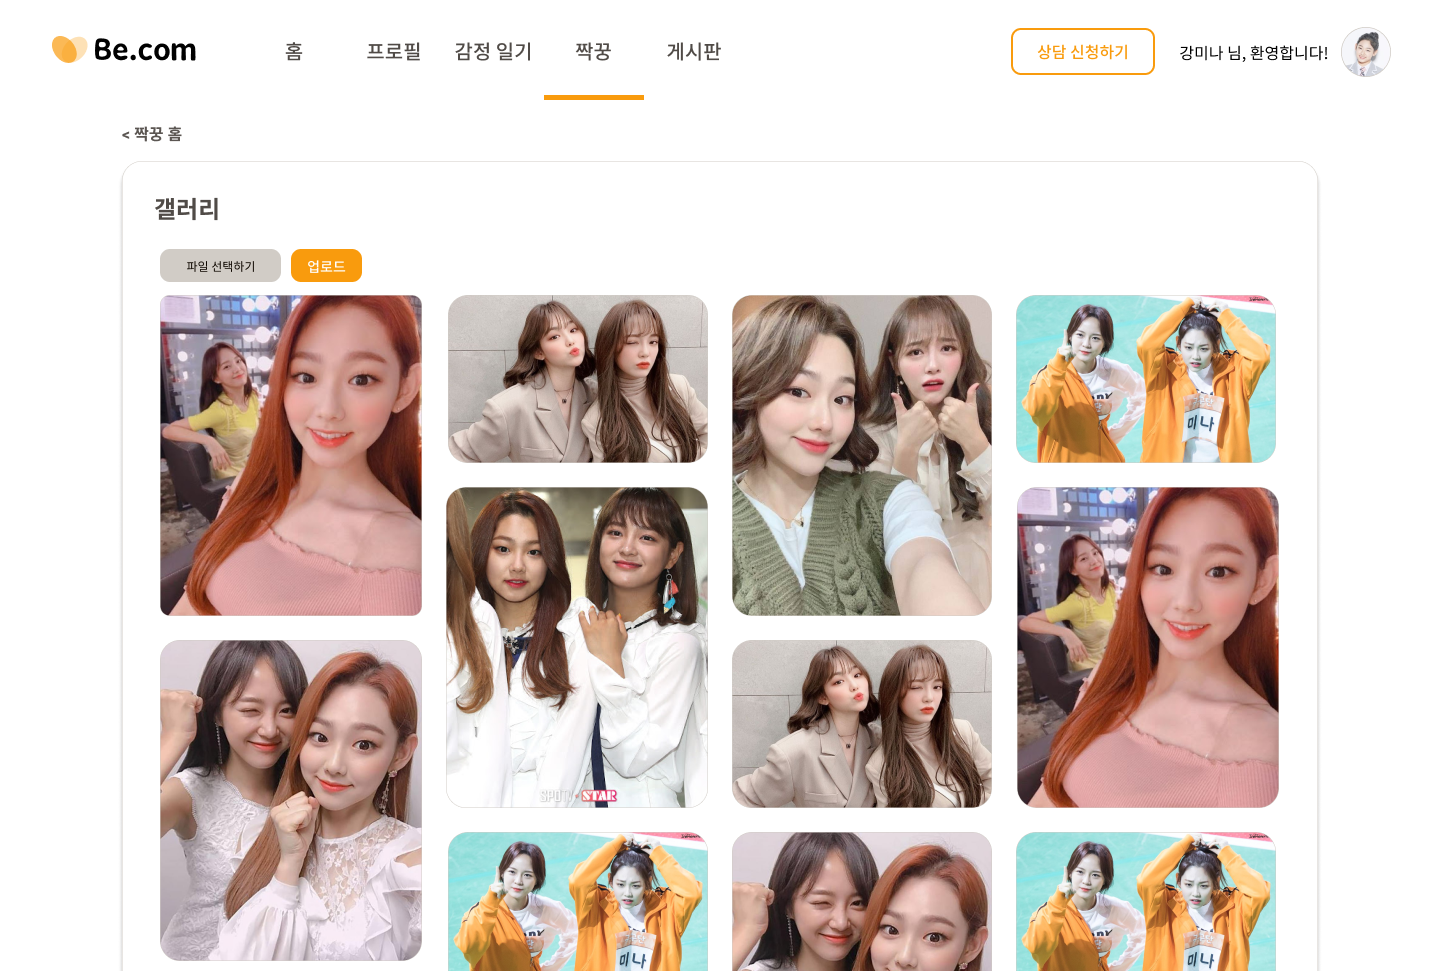 Be.com
홈
프로필
감정 일기
짝꿍
게시판
상담 신청하기
강미나 님, 환영합니다!
< 짝꿍 홈
갤러리
파일 선택하기
업로드
미나
SPOTV
STAR
미나
미나